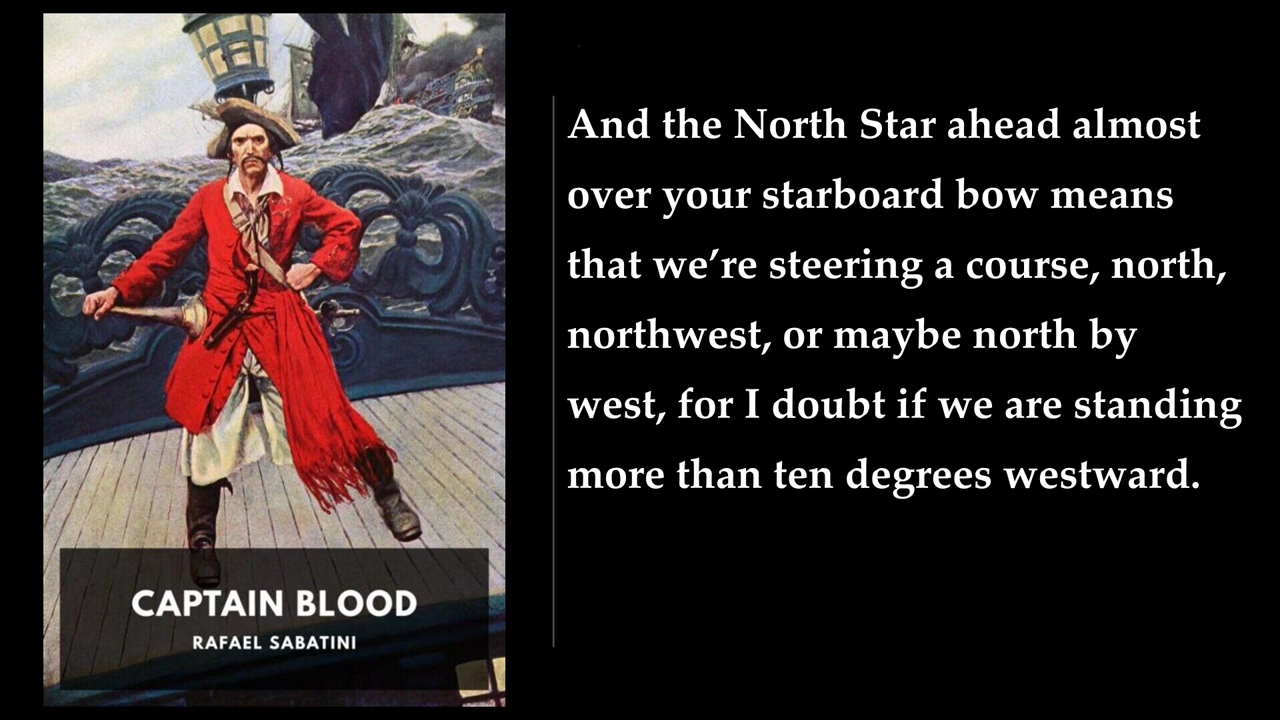 And the North Star ahead almost
over your starboard bow means
that we’re steering a course, north,
northwest, or maybe north by
west, for I doubt if we are standing
more than ten degrees westward.
CAPTAIN BLOOD
RAFAEL SABATINI